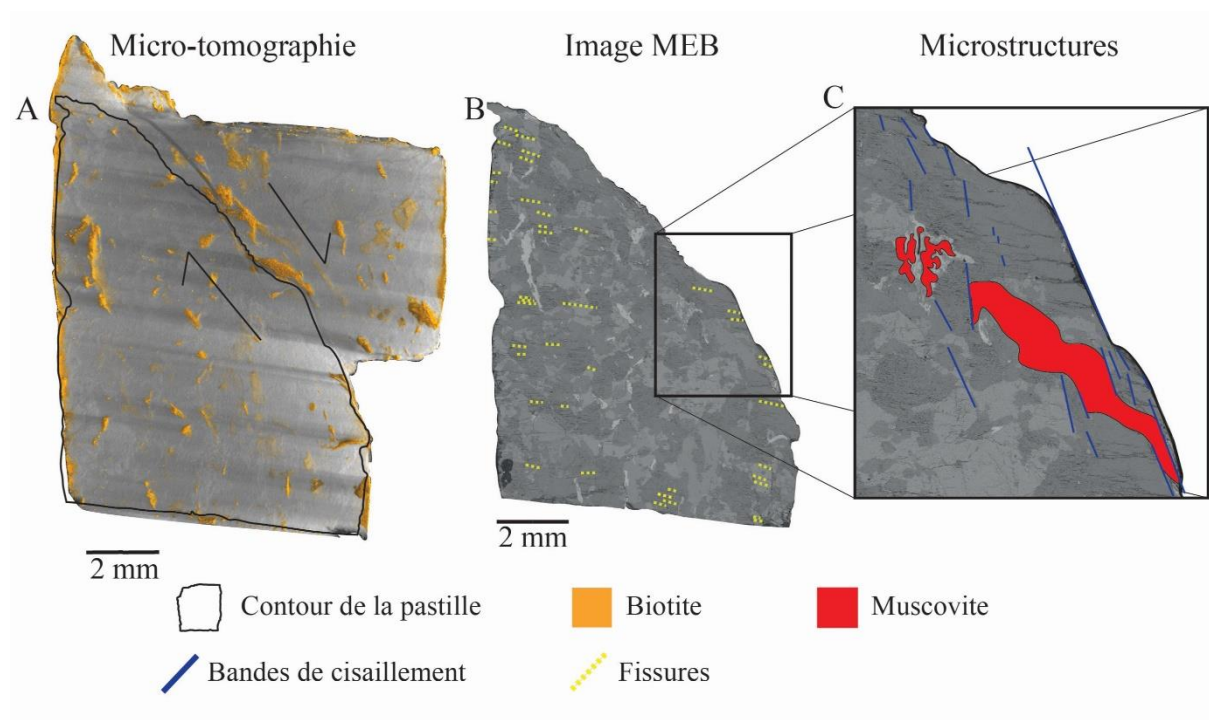 Micro-tomographie
Image MEB
Microstructures
A
B
C
2 mm
2 mm
Contour de la pastille
Biotite
Muscovite
Bandes de cisaillement
Fissures